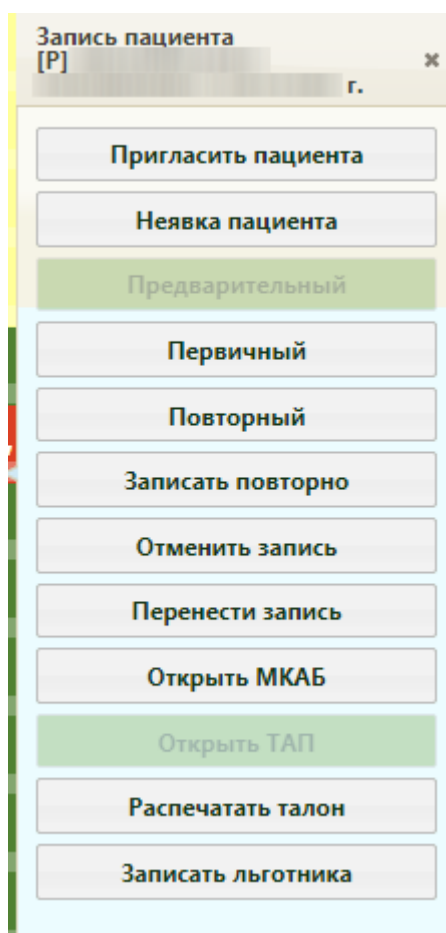 Запись пациента
[Р]
г.
Пригласить пациента
Неявка пациента
Предварительный
Первичный
Повторный
Записать повторно
Отменить запись
Перенести запись
Открыть МКАБ
Открыть ТАП
Распечатать талон
Записать льготника